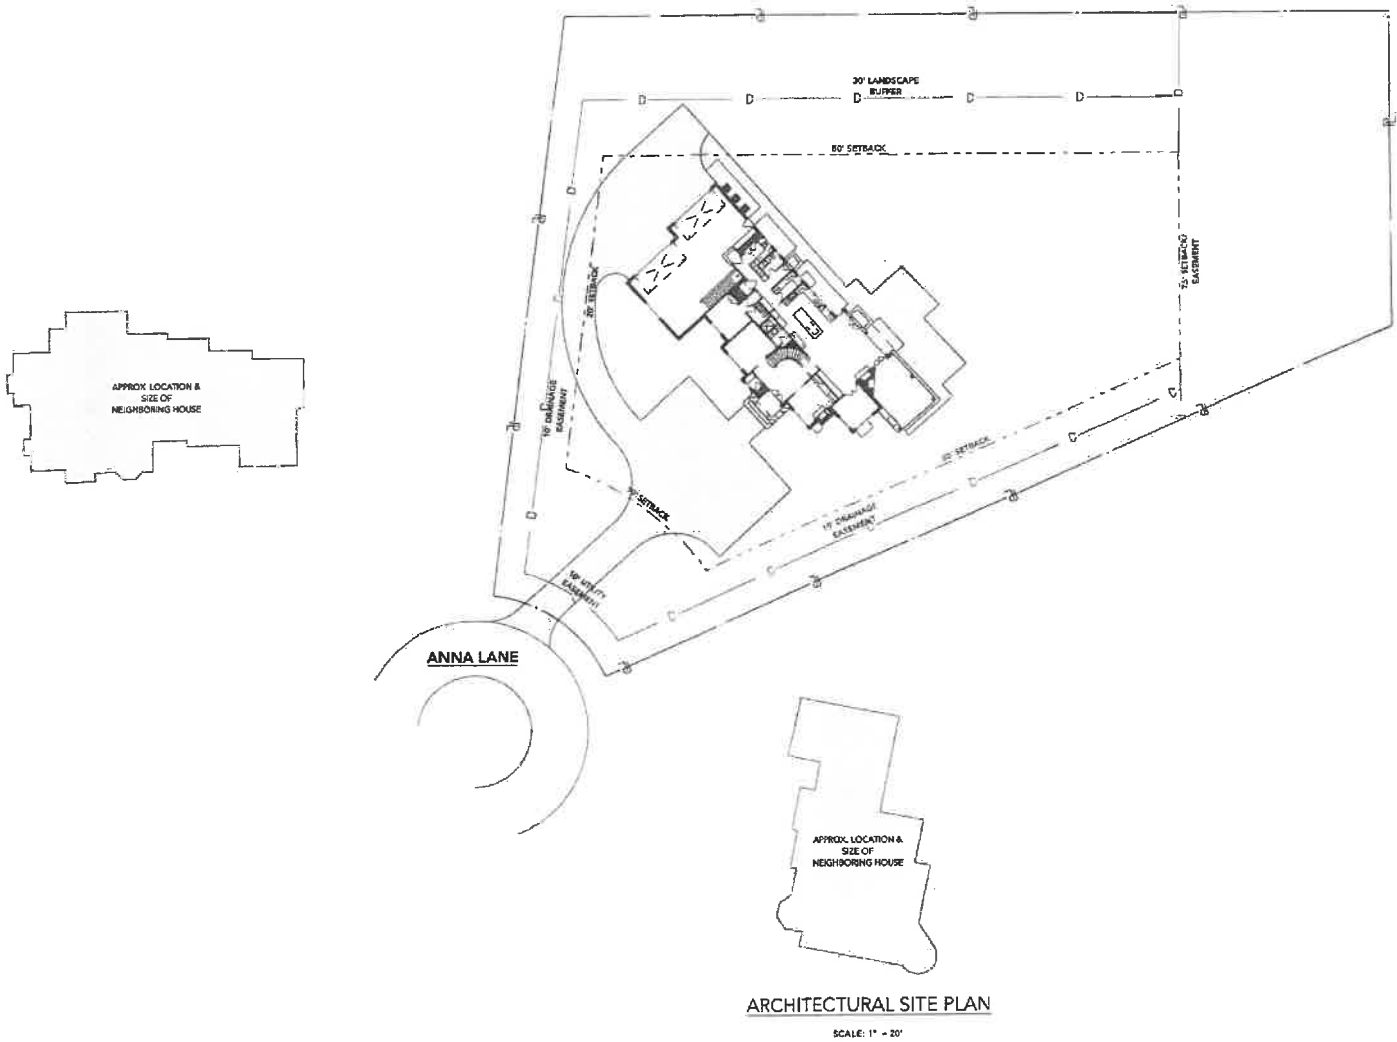 30' LANDSCAPE
BUFFER
50' SETBACK
75' SETBACK/
EASEMENT
20' SETBACK
10' DRAINAGE
EASEMENT
SETBACK
SETBACK
10' DRAINAGE
EASEMENT
10' UTILITY
EASEMENT
APPROX. LOCATION &
SIZE OF
NEIGHBORING HOUSE
ANNA LANE
APPROX. LOCATION &
SIZE OF
NEIGHBORING HOUSE
ARCHITECTURAL SITE PLAN
SCALE: 1" = 20'